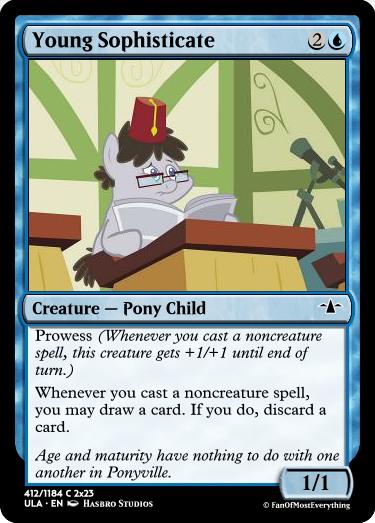 Young Sophisticate 2
Creature — Pony Child
Prowess (Whenever you cast a noncreature
spell, this creature gets +1/+1 until end of
turn.)
Whenever you cast a noncreature spell,
you may draw a card. If you do, discard a
card.
Age and maturity have nothing to do with one
another in Ponyville.
1/1
412/1184 C 2x23
ULA • EN Hasbro Studios
© FanOfMostEverything